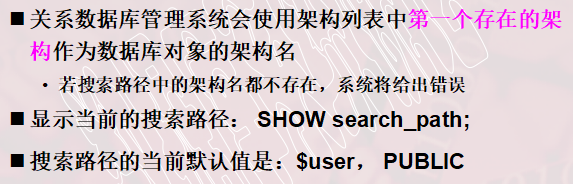 ■ 关系数据库管理系统会使用架构列表中第一个存在的架
构作为数据库对象的架构名
• 若搜索路径中的架构名都不存在，系统将给出错误
■ 显示当前的搜索路径： SHOW search_path;
■ 搜索路径的当前默认值是：$user， PUBLIC